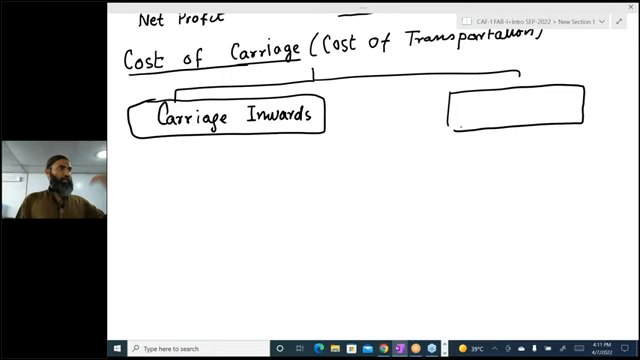 CAF-1 FAR-I+Intro SEP-2022 > New Section 1
Net Profit
Cost of Carriage (Cost of Transportation)
Carriage Inwards
Type here to search
39°C
4:11 PM
4/7/2022